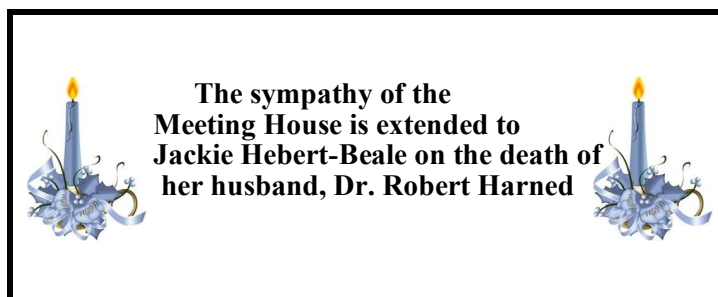 The sympathy of the
Meeting House is extended to
Jackie Hebert-Beale on the death of
her husband, Dr. Robert Harned